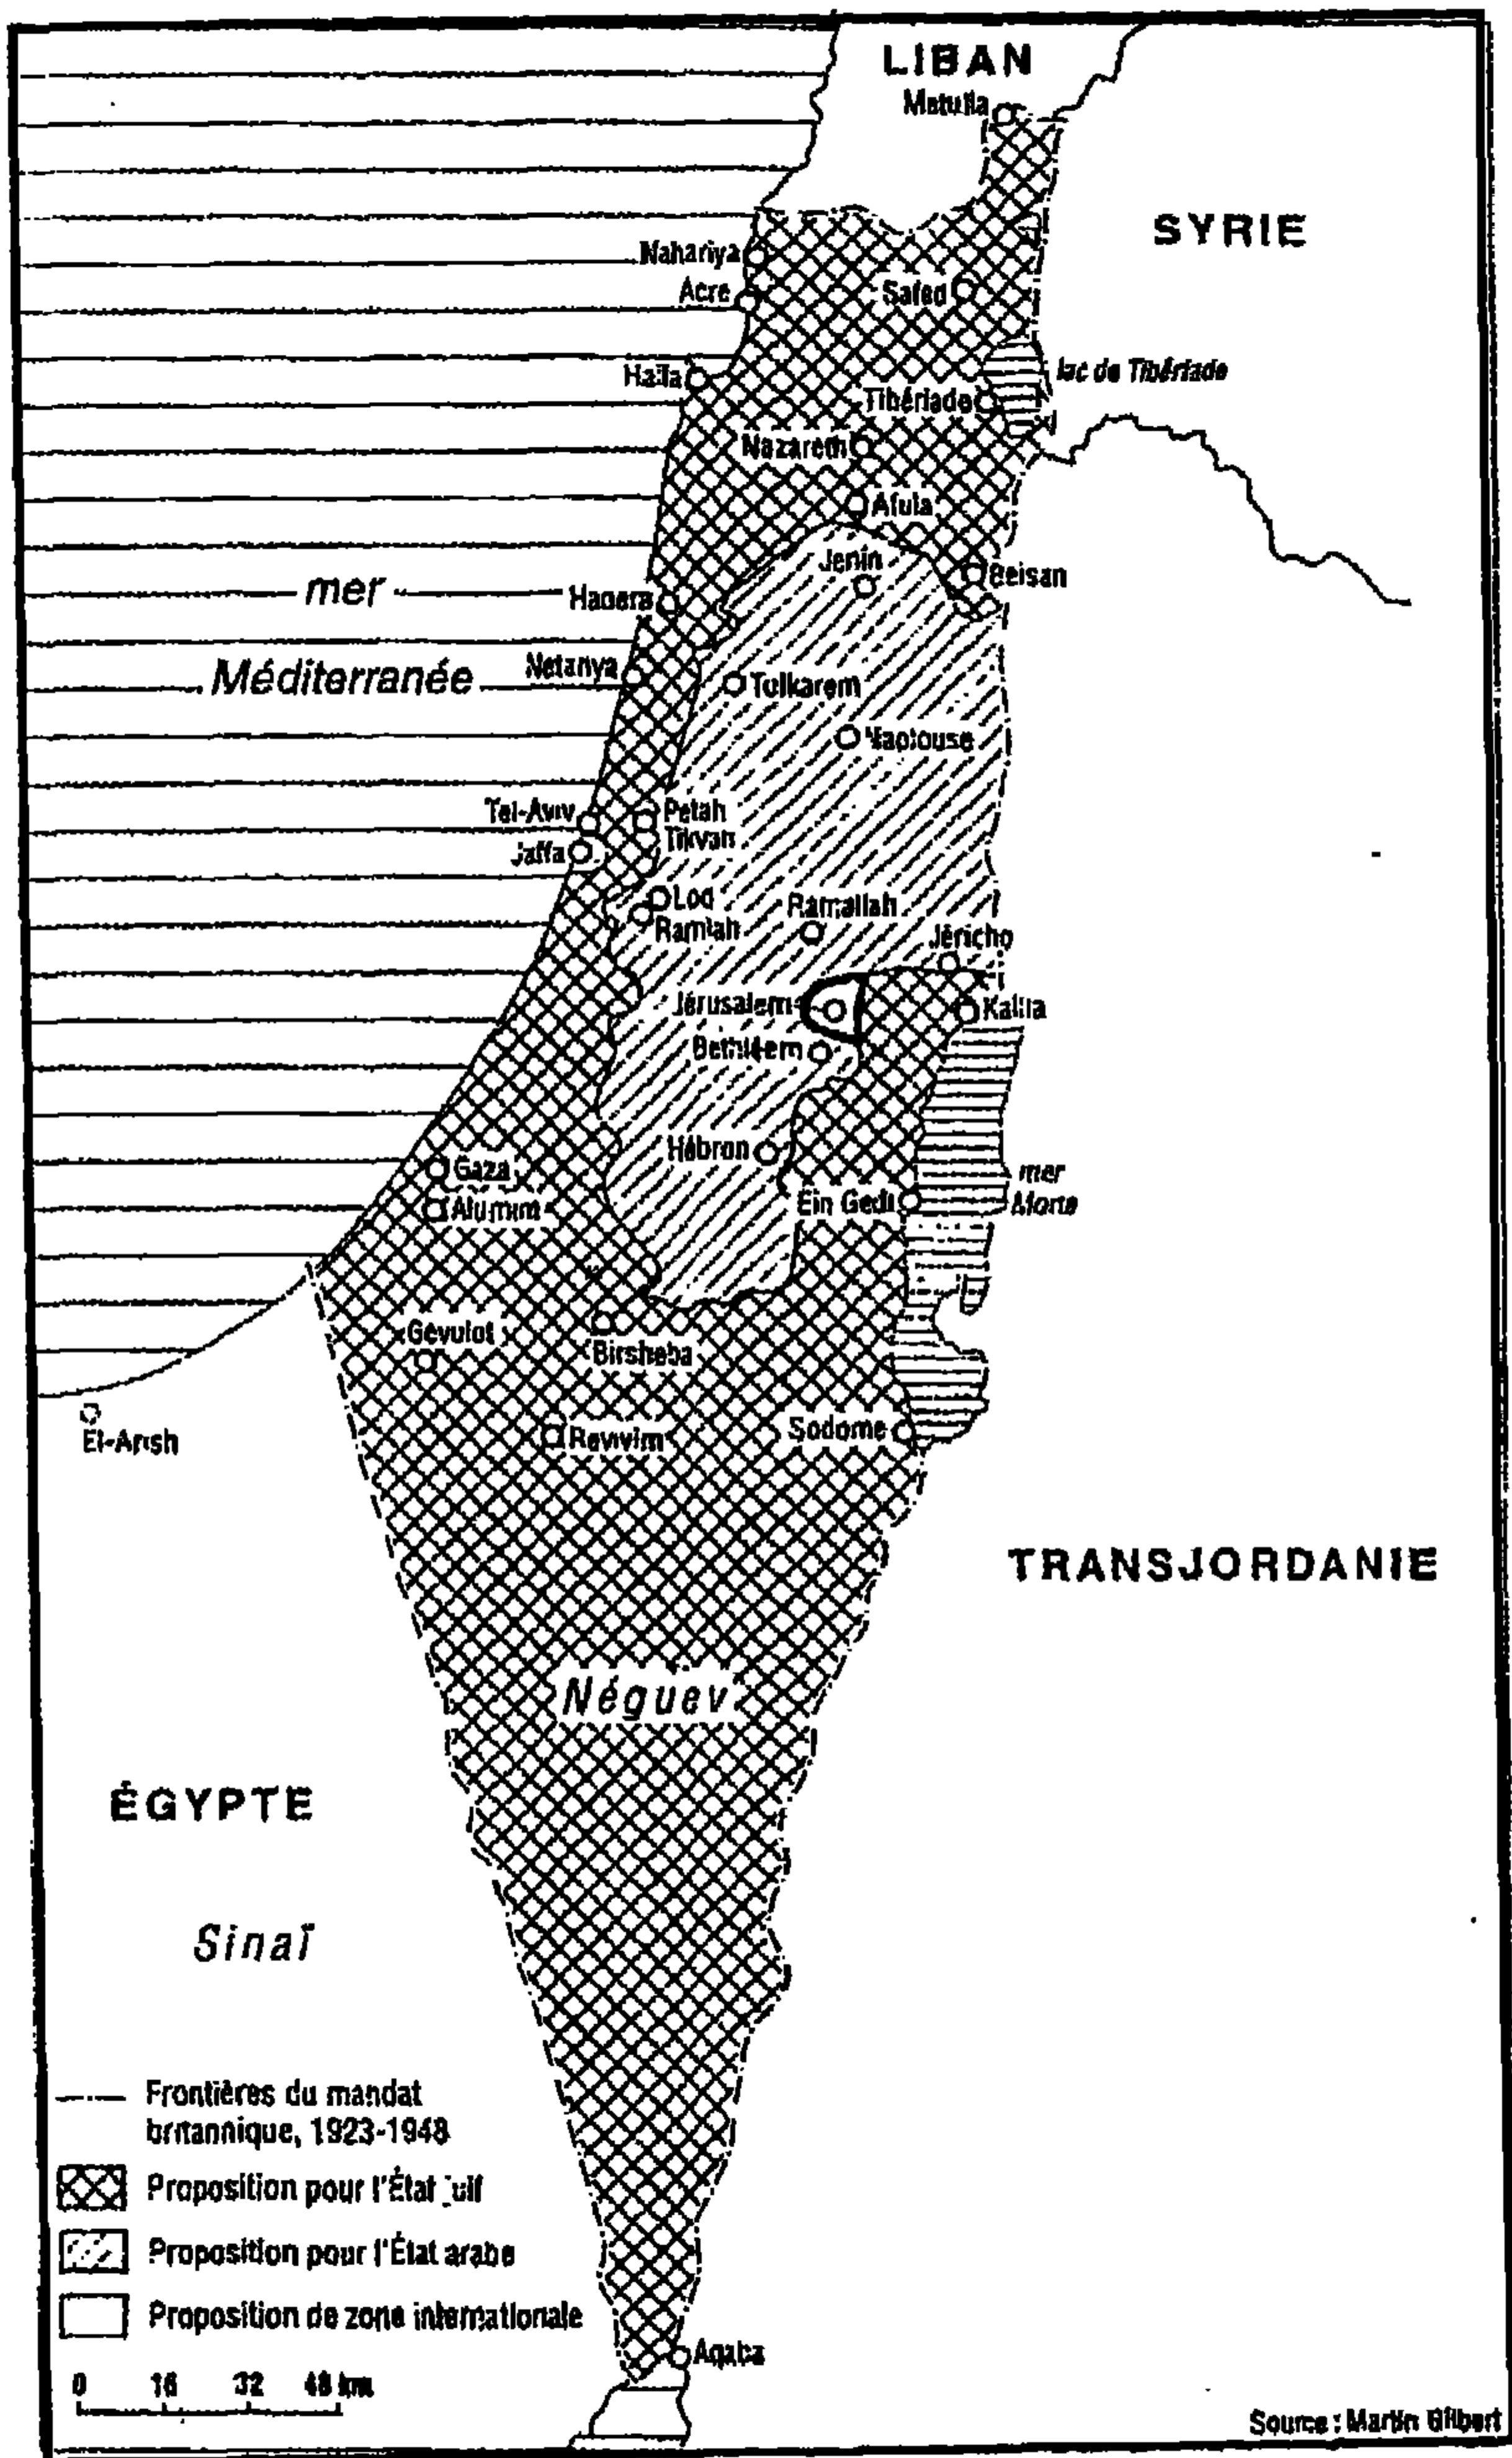 LIBAN
Metulla
SYRIE
Nahariya
Acre
Safed
lac de Tibériade
Haïfa
Tibériade
Nazareth
Afula
Jenin
Beisan
mer
Hadera
Méditerranée
Netanya
Tulkarem
Naplouse
Tel-Aviv
Petah
Tikvah
Jaffa
Lod
Ramlah
Ramallah
Jéricho
Jérusalem
Kallia
Bethléem
Hébron
mer
Morte
Gaza
Alumim
Ein Gedi
Gevulot
Birsheba
El-Arish
Revivim
Sodome
TRANSJORDANIE
Néguev
ÉGYPTE
Sinaï
Frontières du mandat
britannique, 1923-1948
Proposition pour l'État juif
Proposition pour l'État arabe
Proposition de zone internationale
0 16 32 48 km
Aqaba
Source : Martin Gilbert